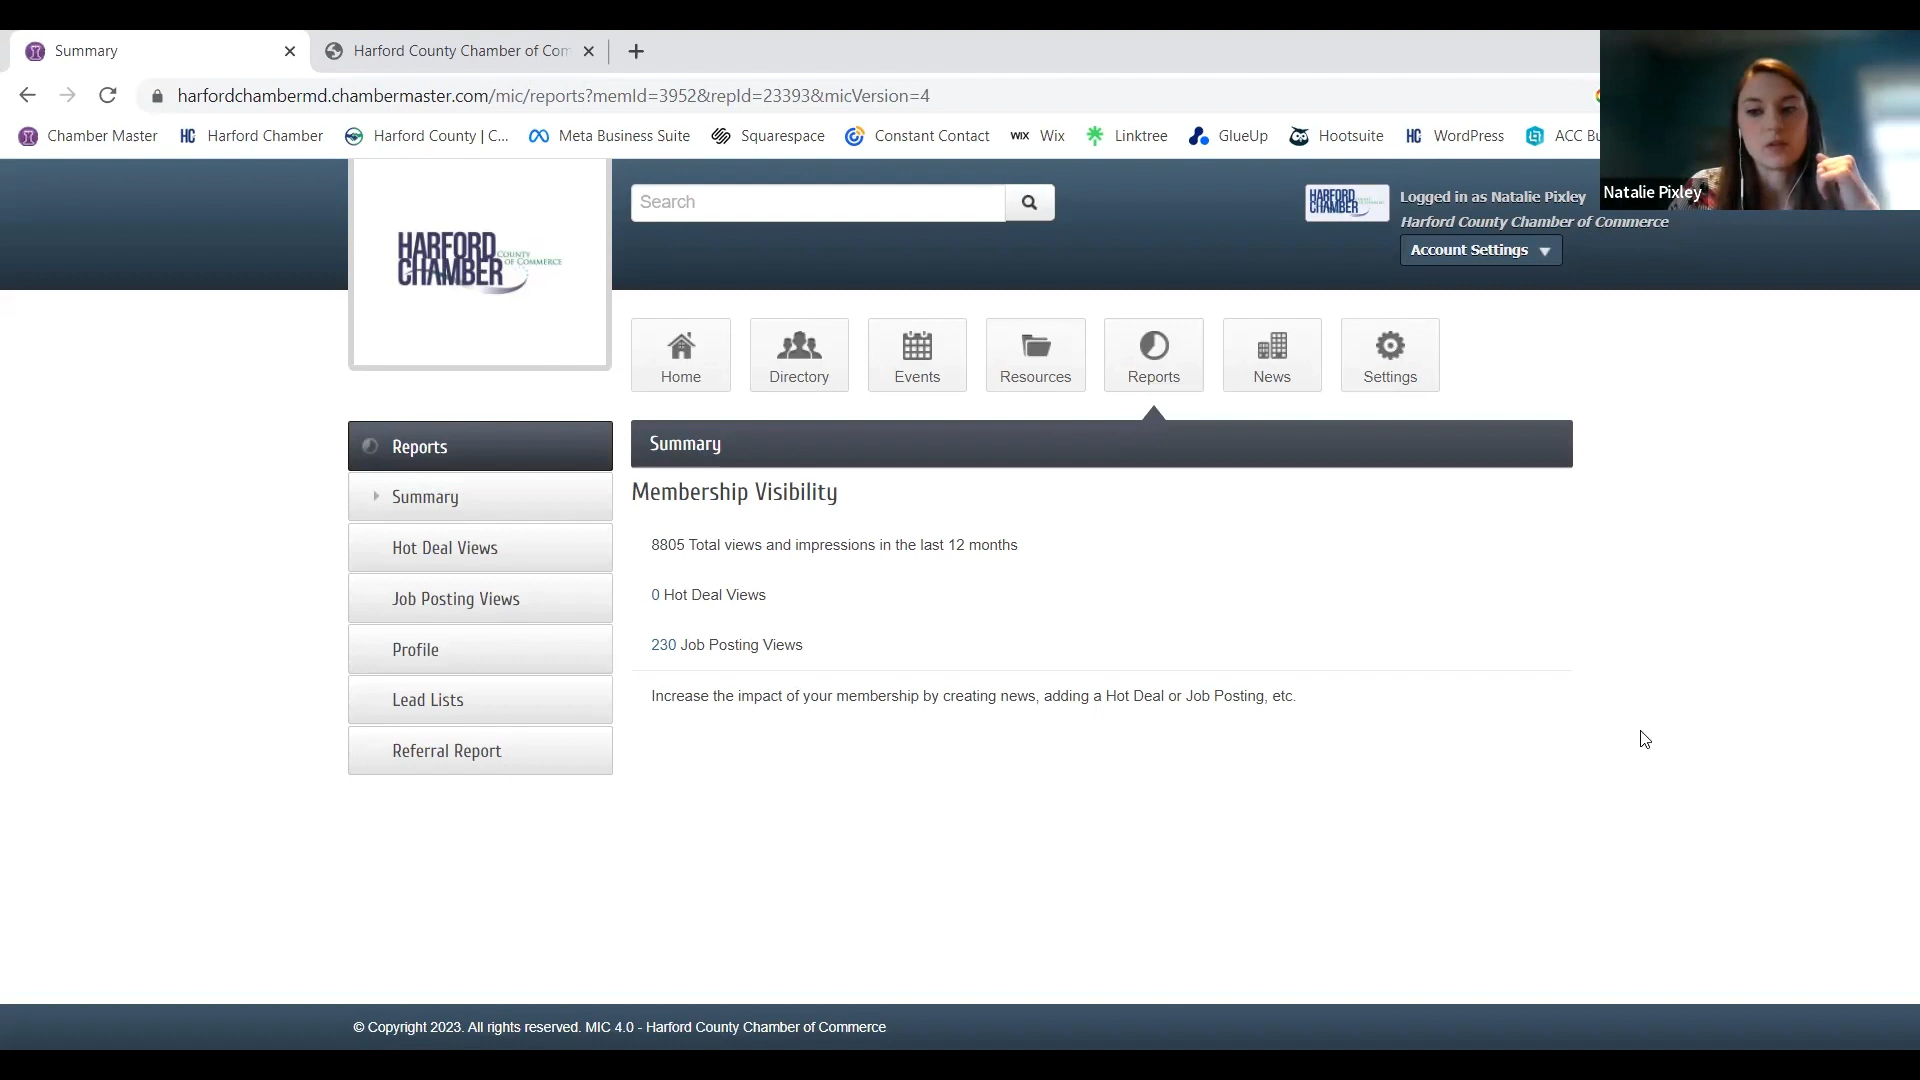 Summary
Harford County Chamber of Com
harfordchambermd.chambermaster.com/mic/reports?memId=3952&repId=23393&micVersion=4
Chamber Master
HC Harford Chamber
Harford County | C...
Meta Business Suite
Squarespace
Constant Contact
WIX Wix
Linktree
GlueUp
Hootsuite
HC WordPress
ACC Bu
Natalie Pixley
HARFORD
CHAMBER
COUNTY
OF COMMERCE
Search
HARFORD
CHAMBER
Logged in as Natalie Pixley
Harford County Chamber of Commerce
Account Settings
Home
Directory
Events
Resources
Reports
News
Settings
Reports
Summary
Hot Deal Views
Job Posting Views
Profile
Lead Lists
Referral Report
Summary
Membership Visibility
8805 Total views and impressions in the last 12 months
0 Hot Deal Views
230 Job Posting Views
Increase the impact of your membership by creating news, adding a Hot Deal or Job Posting, etc.
© Copyright 2023. All rights reserved. MIC 4.0 - Harford County Chamber of Commerce